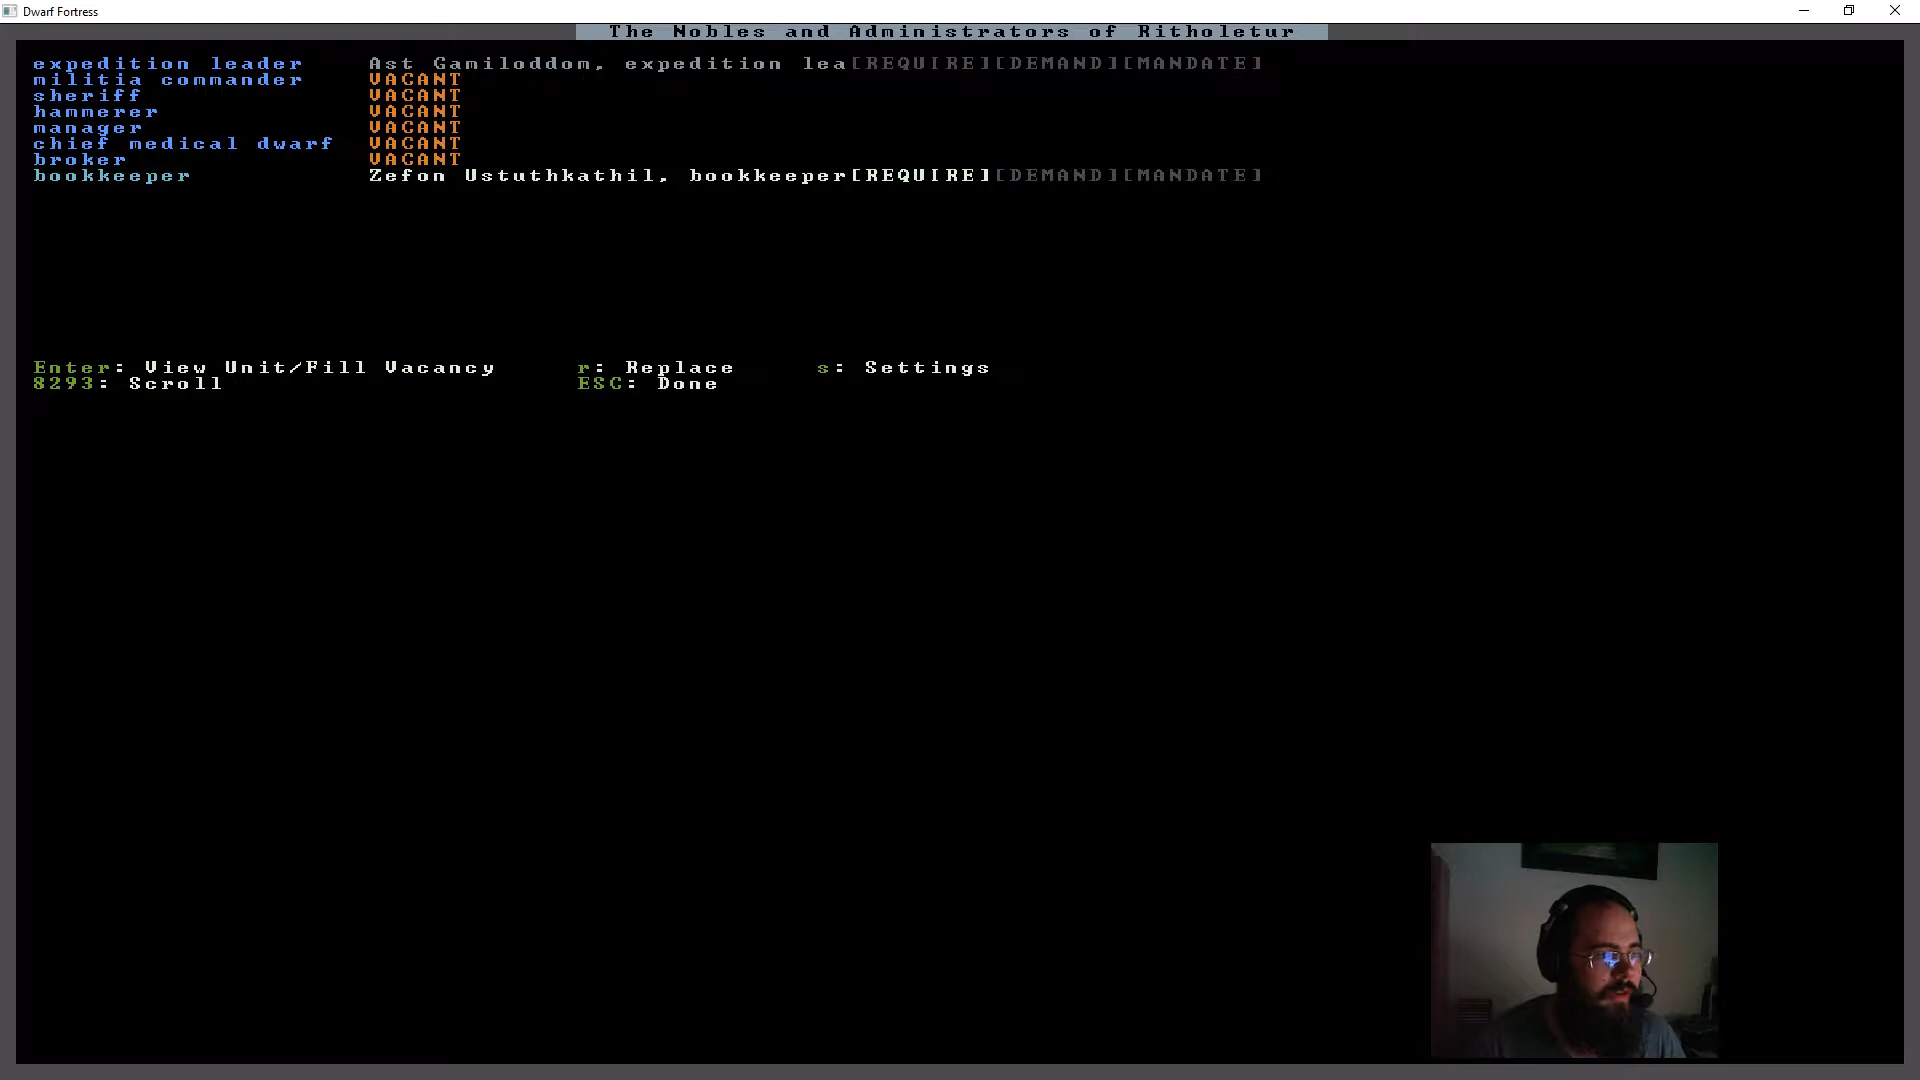 Dwarf Fortress
The Nobles and Administrators of Ritholetur
expedition leader Ast Gamiloddom, expedition lea[REQUIRE][DEMAND][MANDATE]
militia commander VACANT
sheriff VACANT
hammerer VACANT
manager VACANT
chief medical dwarf VACANT
broker VACANT
bookkeeper Zefon Ustuthkathil, bookkeeper[REQUIRE][DEMAND][MANDATE]
Enter: View Unit/Fill Vacancy r: Replace s: Settings
8293: Scroll ESC: Done